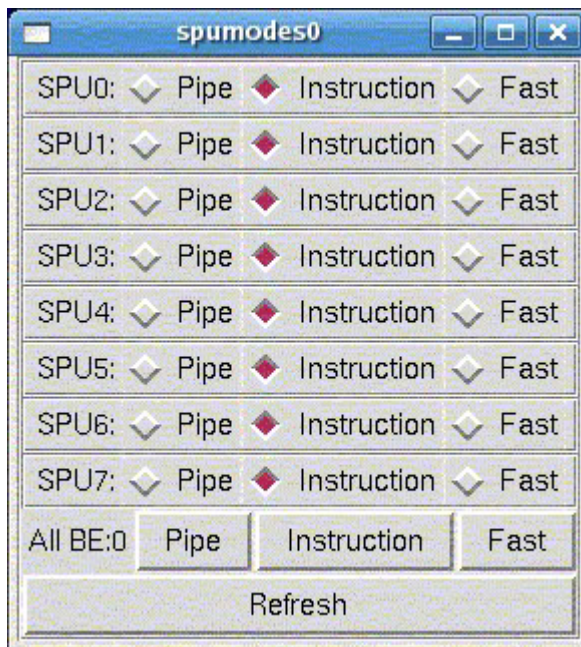 spumodes0
SPU0: Pipe Instruction Fast
SPU1: Pipe Instruction Fast
SPU2: Pipe Instruction Fast
SPU3: Pipe Instruction Fast
SPU4: Pipe Instruction Fast
SPU5: Pipe Instruction Fast
SPU6: Pipe Instruction Fast
SPU7: Pipe Instruction Fast
All BE:0 Pipe Instruction Fast
Refresh